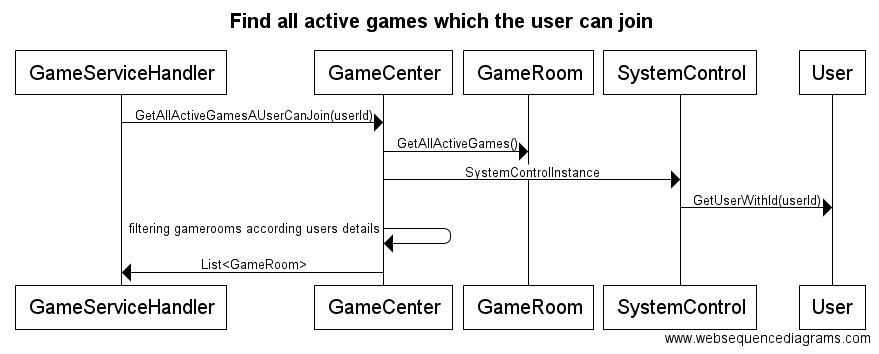 Find all active games which the user can join
GameServiceHandler GameCenter GameRoom SystemControl User
GetAllActiveGamesAUserCanJoin(userId)
GetAllActiveGames()
SystemControlInstance
GetUserWithId(userId)
filtering gamerooms according users details
List<GameRoom>
GameServiceHandler GameCenter GameRoom SystemControl User
www.websequencediagrams.com